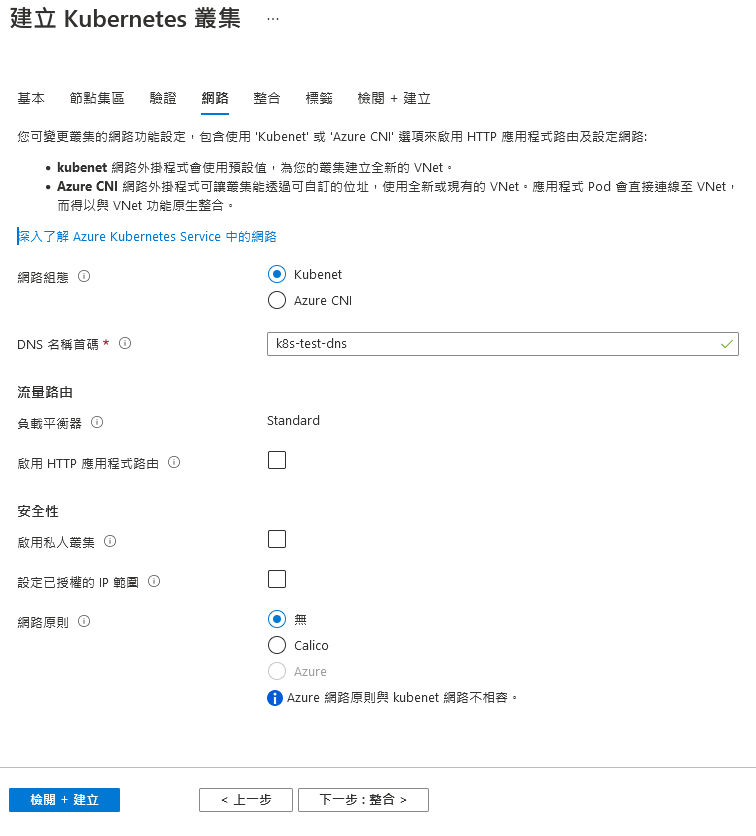 建立 Kubernetes 叢集 ...
基本 節點集區 驗證 網路 整合 標籤 檢閱 + 建立
您可變更叢集的網路功能設定，包含使用 'Kubenet' 或 'Azure CNI' 選項來啟用 HTTP 應用程式路由及設定網路:
• kubenet 網路外掛程式會使用預設值，為您的叢集建立全新的 VNet。
• Azure CNI 網路外掛程式可讓叢集能透過可自訂的位址，使用全新或現有的 VNet。應用程式 Pod 會直接連線至 VNet，
而得以與 VNet 功能原生整合。
深入了解 Azure Kubernetes Service 中的網路
網路組態 Kubenet
Azure CNI
DNS 名稱首碼 * k8s-test-dns
流量路由
負載平衡器 Standard
啟用 HTTP 應用程式路由
安全性
啟用私人叢集
設定已授權的 IP 範圍
網路原則 無
Calico
Azure
Azure 網路原則與 kubenet 網路不相容。
檢閱 + 建立 < 上一步 下一步 : 整合 >